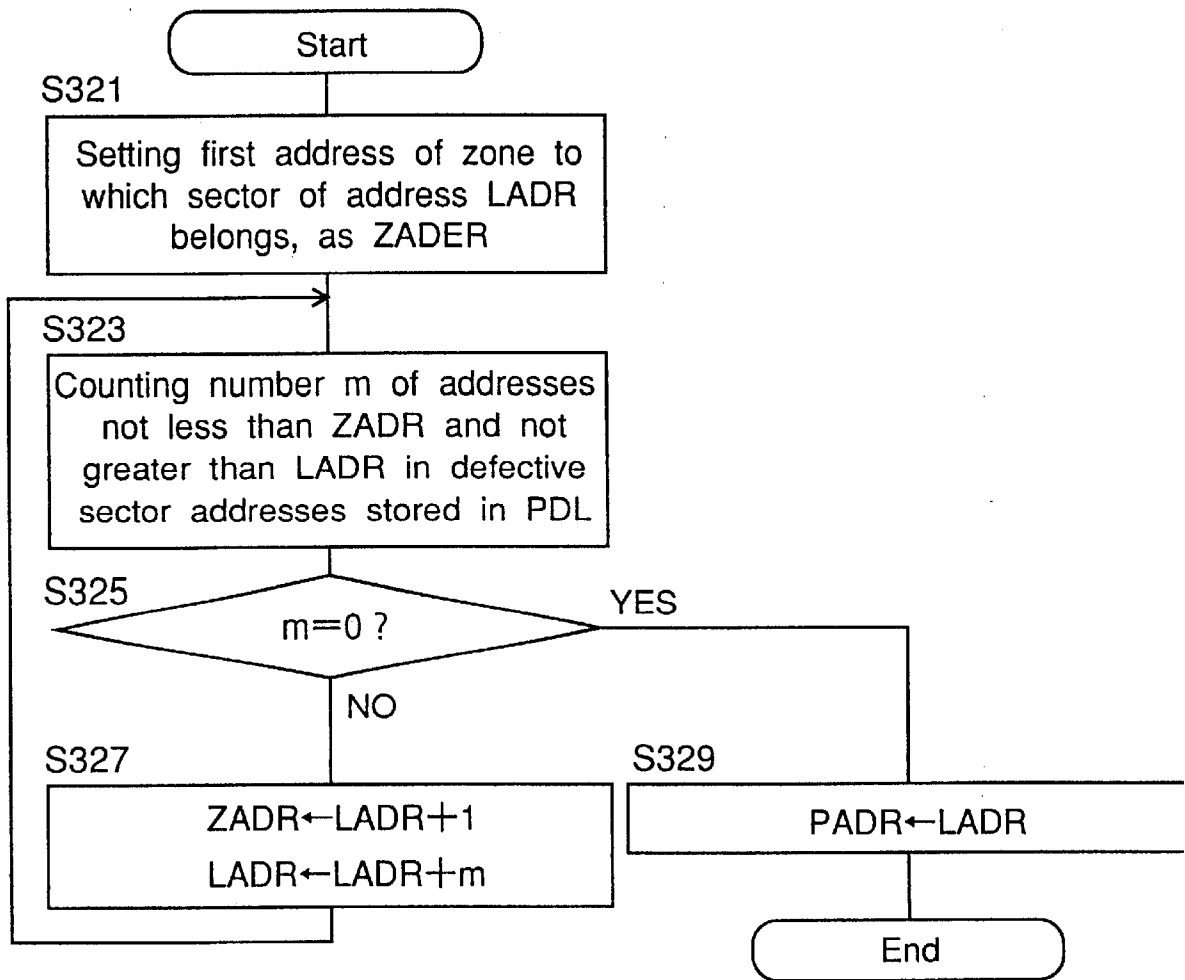 Start
S321
Setting first address of zone to
which sector of address LADR
belongs, as ZADER
S323
Counting number m of addresses
not less than ZADR and not
greater than LADR in defective
sector addresses stored in PDL
S325
m=0 ?
YES
NO
S327
ZADR←LADR+1
LADR←LADR+m
S329
PADR←LADR
End